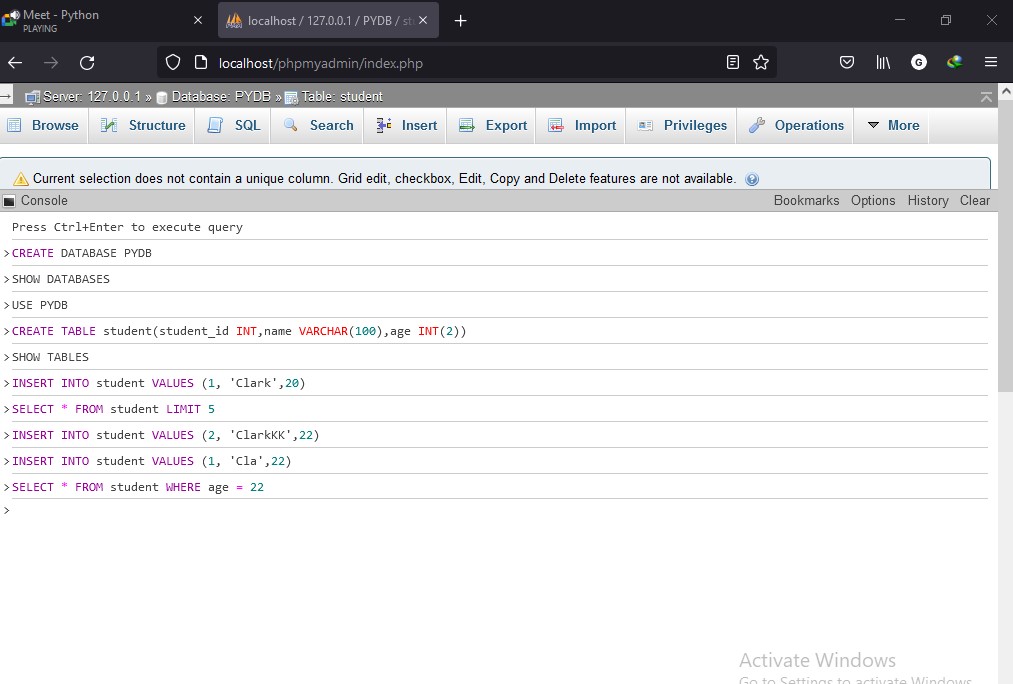 Meet - Python
PLAYING
localhost / 127.0.0.1 / PYDB / st
localhost/phpmyadmin/index.php
G
Server: 127.0.0.1 » Database: PYDB » Table: student
Browse Structure SQL Search Insert Export Import Privileges Operations More
Current selection does not contain a unique column. Grid edit, checkbox, Edit, Copy and Delete features are not available.
Console Bookmarks Options History Clear
Press Ctrl+Enter to execute query
>CREATE DATABASE PYDB
>SHOW DATABASES
>USE PYDB
>CREATE TABLE student(student_id INT,name VARCHAR(100),age INT(2))
>SHOW TABLES
>INSERT INTO student VALUES (1, 'Clark',20)
>SELECT * FROM student LIMIT 5
>INSERT INTO student VALUES (2, 'ClarkKK',22)
>INSERT INTO student VALUES (1, 'Cla',22)
>SELECT * FROM student WHERE age = 22
>
Activate Windows
Go to Settings to activate Windows.